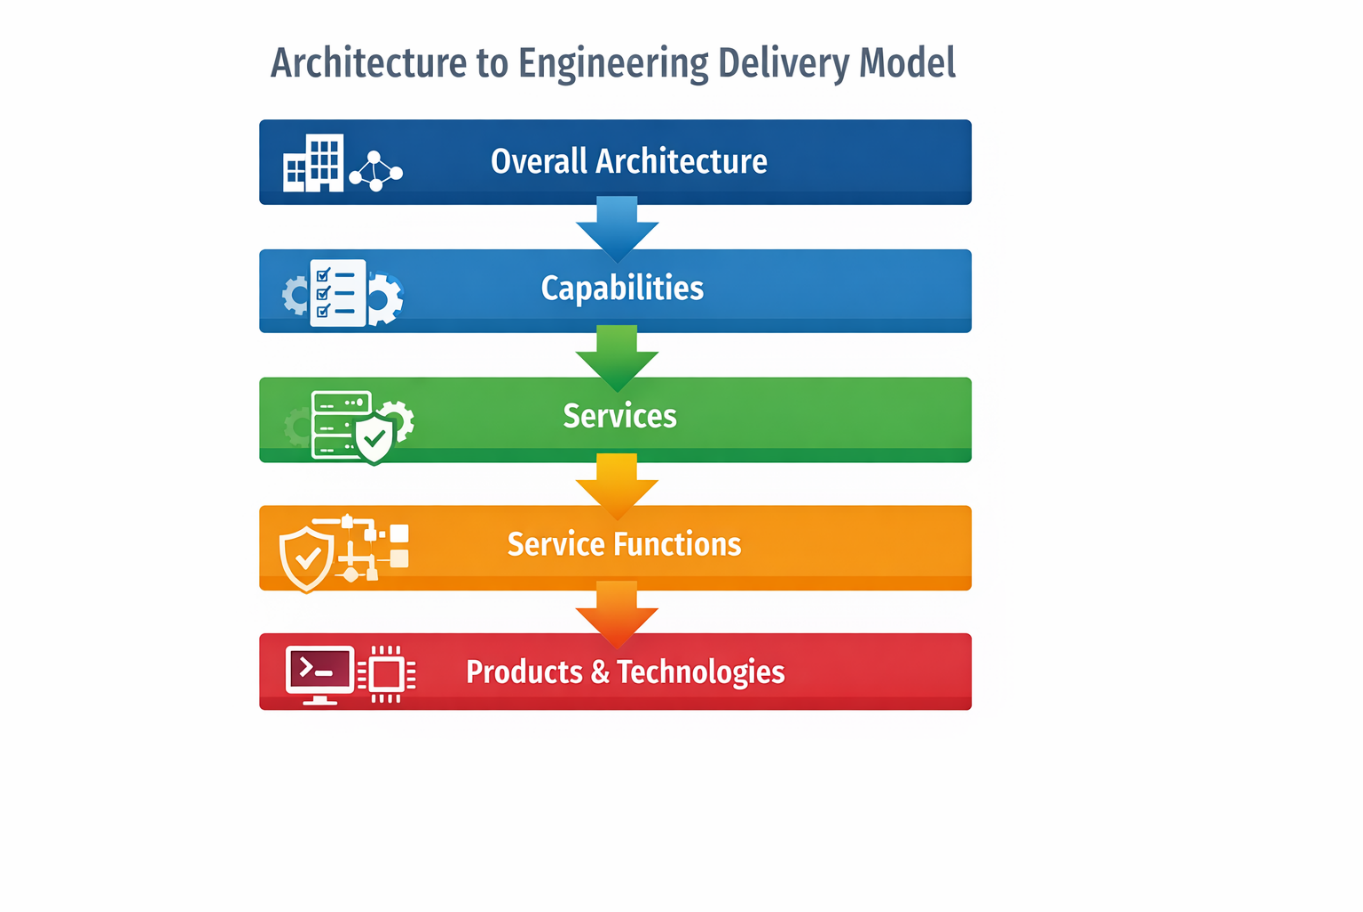 Architecture to Engineering Delivery Model
Overall Architecture
Capabilities
Services
Service Functions
Products & Technologies